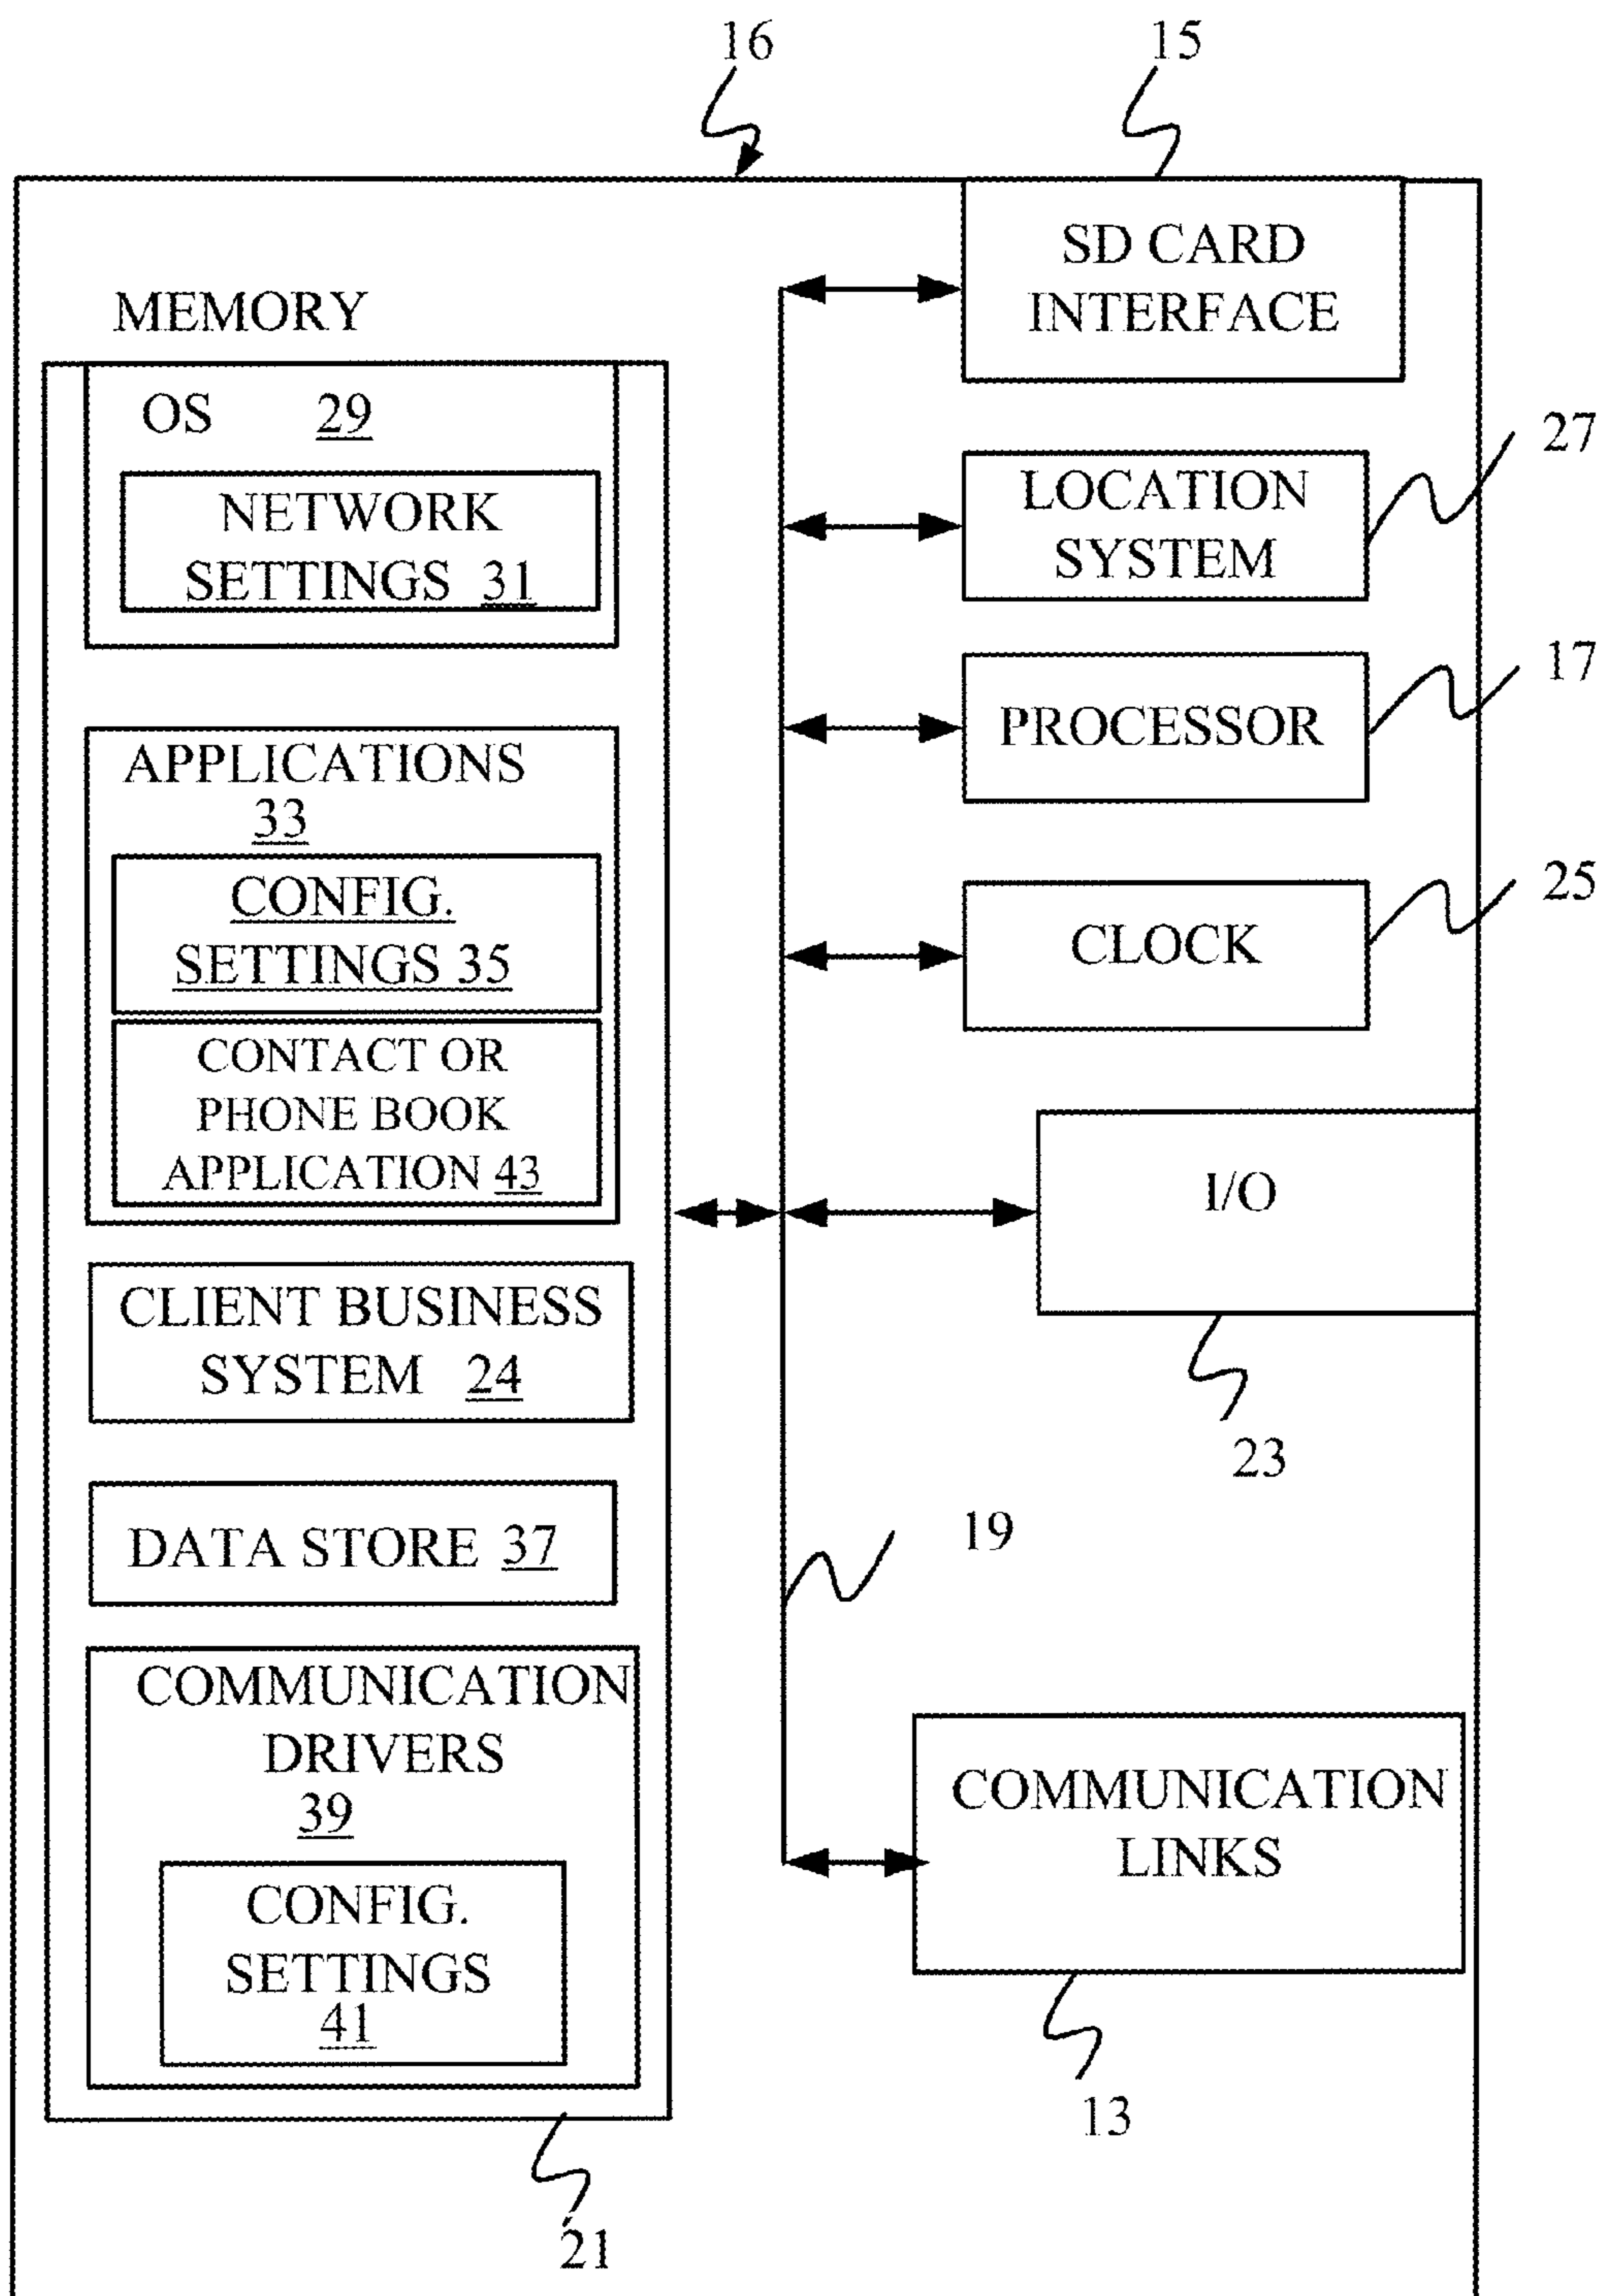 16
15
SD CARD
INTERFACE
MEMORY
OS 29
NETWORK
SETTINGS 31
27
LOCATION
SYSTEM
17
PROCESSOR
APPLICATIONS
33
CONFIG.
SETTINGS 35
25
CLOCK
CONTACT OR
PHONE BOOK
APPLICATION 43
I/O
CLIENT BUSINESS
SYSTEM 24
23
19
DATA STORE 37
COMMUNICATION
DRIVERS
39
CONFIG.
SETTINGS
41
COMMUNICATION
LINKS
13
21